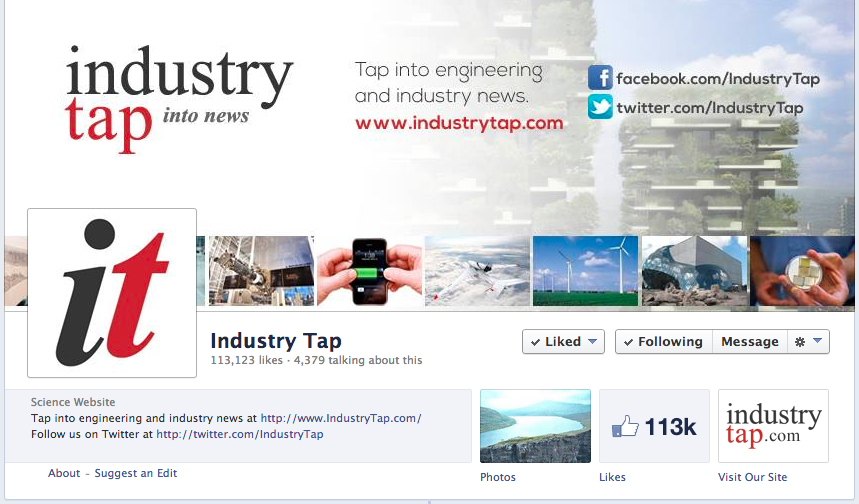 industry
tap into news
Tap into engineering
and industry news.
www.industrytap.com
facebook.com/IndustryTap
twitter.com/IndustryTap
it
Industry Tap
113,123 likes · 4,379 talking about this
Liked
Following
Message
Science Website
Tap into engineering and industry news at http://www.IndustryTap.com/
Follow us on Twitter at http://twitter.com/IndustryTap
About - Suggest an Edit
Photos
113k
Likes
industry
tap.com
Visit Our Site